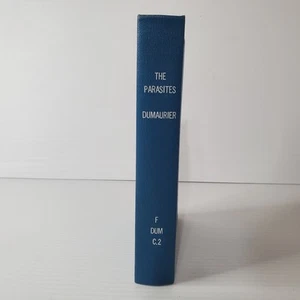 THE
PARASITES
DUMAURIER
F
DUM
C.2